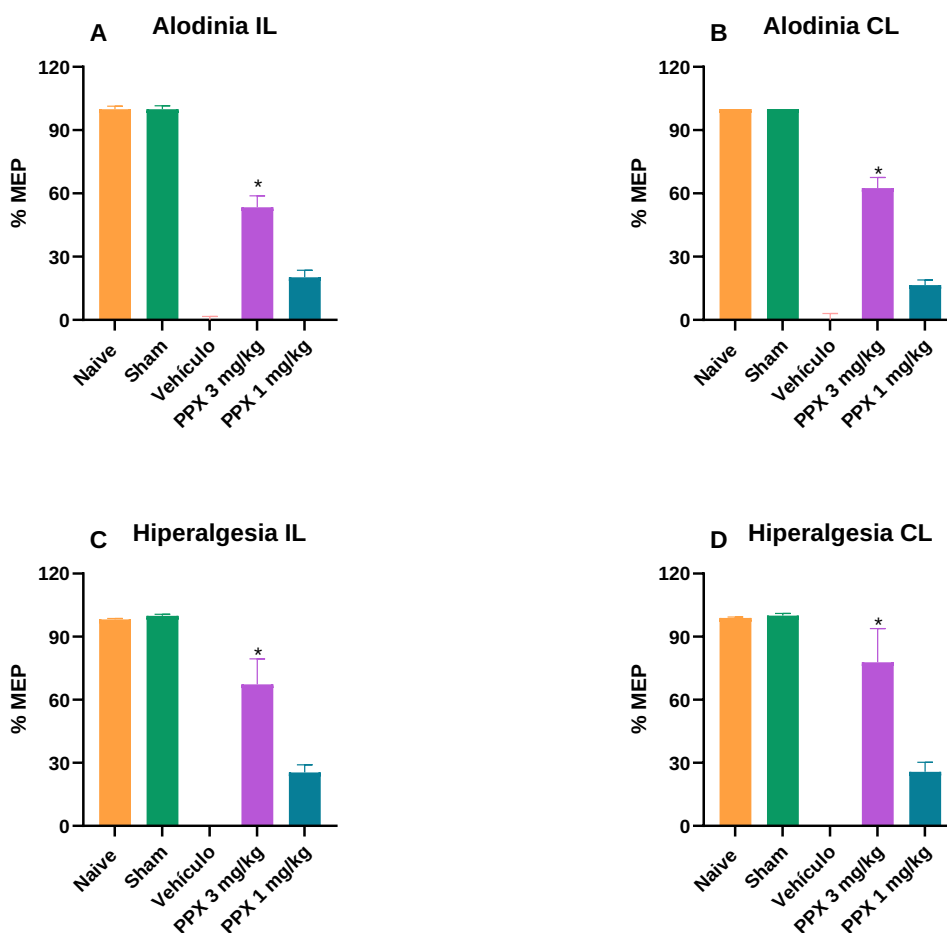 A Alodinia IL
120
90
60
30
0
% MEP
*
Naive
Sham
Vehículo
PPX 3 mg/kg
PPX 1 mg/kg
B Alodinia CL
120
90
60
30
0
% MEP
*
Naive
Sham
Vehículo
PPX 3 mg/kg
PPX 1 mg/kg
C Hiperalgesia IL
120
90
60
30
0
% MEP
*
Naive
Sham
Vehículo
PPX 3 mg/kg
PPX 1 mg/kg
D Hiperalgesia CL
120
90
60
30
0
% MEP
*
Naive
Sham
Vehículo
PPX 3 mg/kg
PPX 1 mg/kg